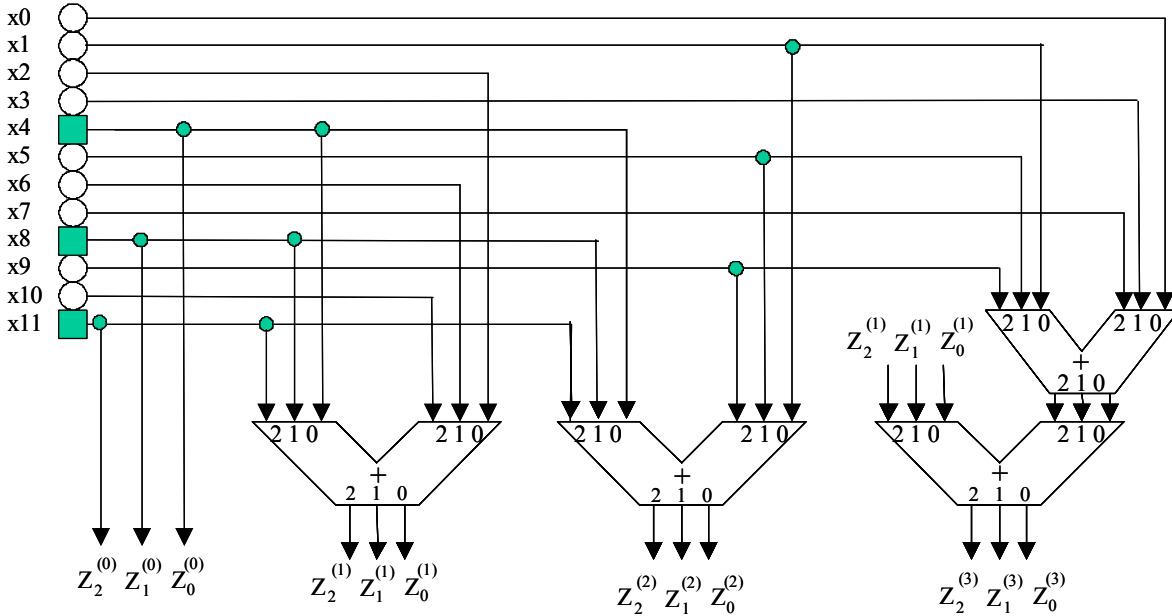 x0
x1
x2
x3
x4
x5
x6
x7
x8
x9
x10
x11
2 1 0 2 1 0
+
2 1 0
Z₂⁽¹⁾ Z₁⁽¹⁾ Z₀⁽¹⁾
2 1 0 2 1 0
+
2 1 0
2 1 0 2 1 0
+
2 1 0
2 1 0 2 1 0
+
2 1 0
Z₂⁽⁰⁾ Z₁⁽⁰⁾ Z₀⁽⁰⁾
Z₂⁽¹⁾ Z₁⁽¹⁾ Z₀⁽¹⁾
Z₂⁽²⁾ Z₁⁽²⁾ Z₀⁽²⁾
Z₂⁽³⁾ Z₁⁽³⁾ Z₀⁽³⁾